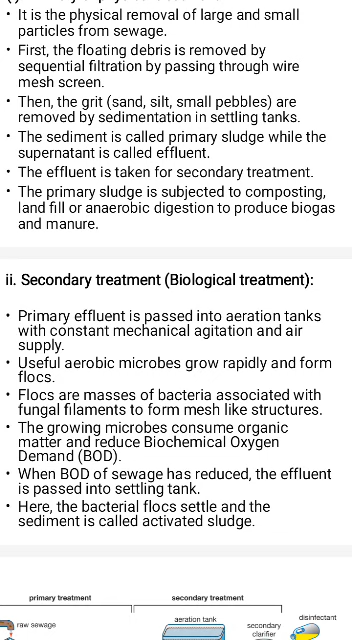 • It is the physical removal of large and small
particles from sewage.
• First, the floating debris is removed by
sequential filtration by passing through wire
mesh screen.
• Then, the grit (sand, silt, small pebbles) are
removed by sedimentation in settling tanks.
• The sediment is called primary sludge while the
supernatant is called effluent.
• The effluent is taken for secondary treatment.
• The primary sludge is subjected to composting,
land fill or anaerobic digestion to produce biogas
and manure.
ii. Secondary treatment (Biological treatment):
• Primary effluent is passed into aeration tanks
with constant mechanical agitation and air
supply.
• Useful aerobic microbes grow rapidly and form
flocs.
• Flocs are masses of bacteria associated with
fungal filaments to form mesh like structures.
• The growing microbes consume organic
matter and reduce Biochemical Oxygen
Demand (BOD).
• When BOD of sewage has reduced, the effluent
is passed into settling tank.
• Here, the bacterial flocs settle and the
sediment is called activated sludge.
primary treatment
secondary treatment
raw sewage
aeration tank
secondary
clarifier
disinfectant